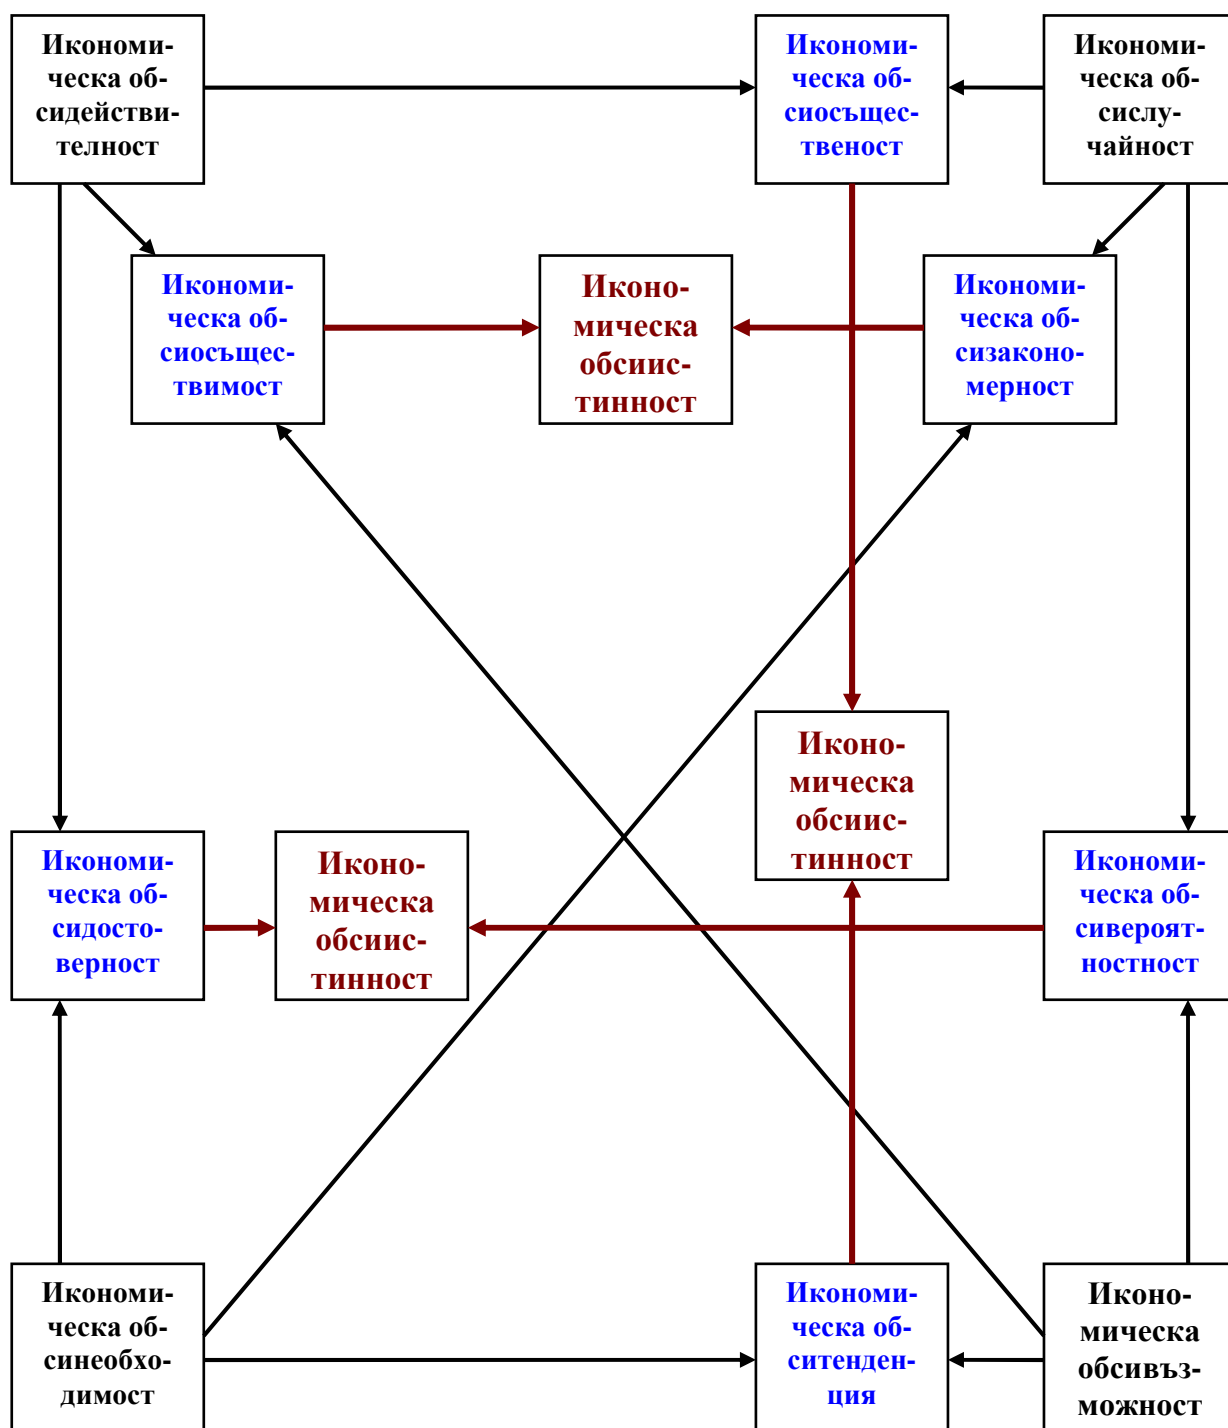 Икономи-
ческа об-
сидействи-
телност
Икономи-
ческа об-
сиосъщес-
твеност
Икономи-
ческа об-
сислу-
чайност
Икономи-
ческа об-
сиосъщес-
твимост
Иконо-
мическа
обсиис-
тинност
Икономи-
ческа об-
сизаконо-
мерност
Иконо-
мическа
обсиис-
тинност
Икономи-
ческа об-
сидосто-
верност
Иконо-
мическа
обсиис-
тинност
Икономи-
ческа об-
сивероят-
ностност
Икономи-
ческа об-
синеобхо-
димост
Икономи-
ческа об-
ситенден-
ция
Иконо-
мическа
обсивъз-
можност